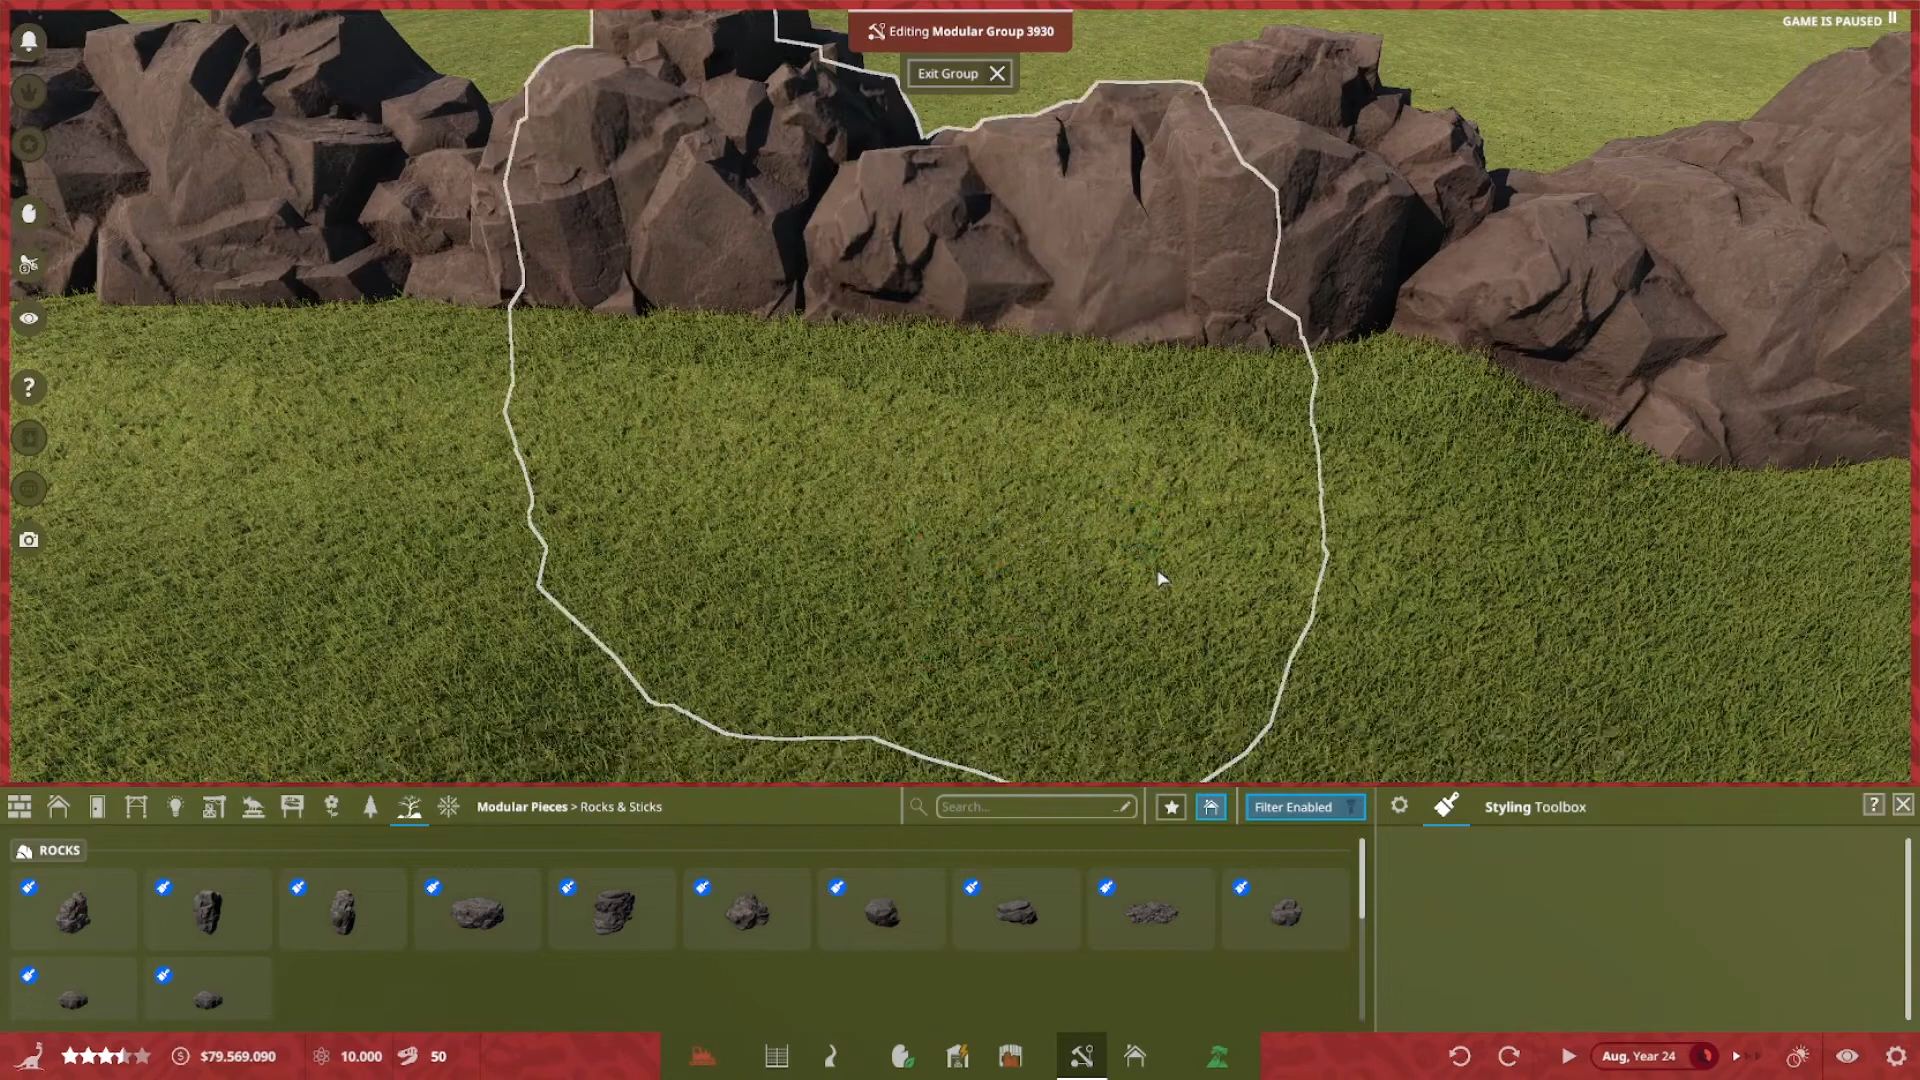 GAME IS PAUSED
Editing Modular Group 3930
Exit Group
Modular Pieces > Rocks & Sticks
Search...
Filter Enabled
Styling Toolbox
?
ROCKS
$79.569.090
10.000
50
Aug, Year 24